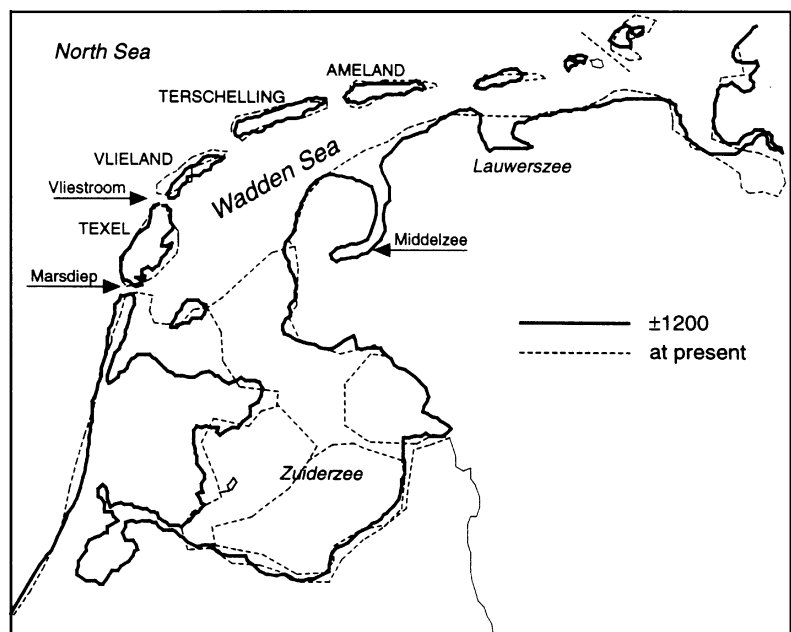 North Sea
AMELAND
TERSCHELLING
VLIELAND
Wadden Sea
Lauwerszee
Vliestroom
TEXEL
Middelzee
Marsdiep
±1200
at present
Zuiderzee